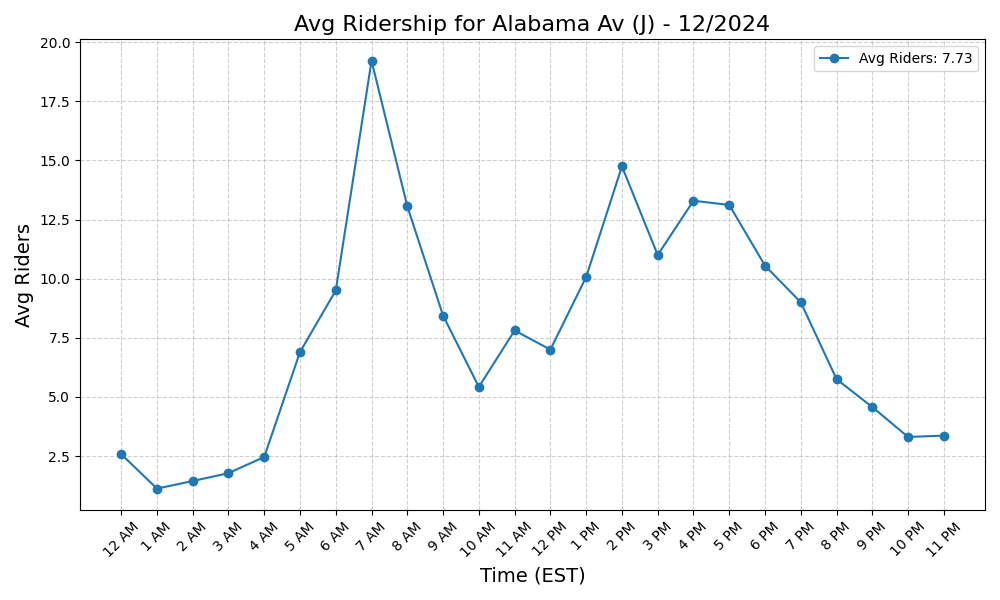 Avg Ridership for Alabama Av (J) - 12/2024
Avg Riders: 7.73
Avg Riders
20.0
17.5
15.0
12.5
10.0
7.5
5.0
2.5
12 AM
1 AM
2 AM
3 AM
4 AM
5 AM
6 AM
7 AM
8 AM
9 AM
10 AM
11 AM
12 PM
1 PM
2 PM
3 PM
4 PM
5 PM
6 PM
7 PM
8 PM
9 PM
10 PM
11 PM
Time (EST)